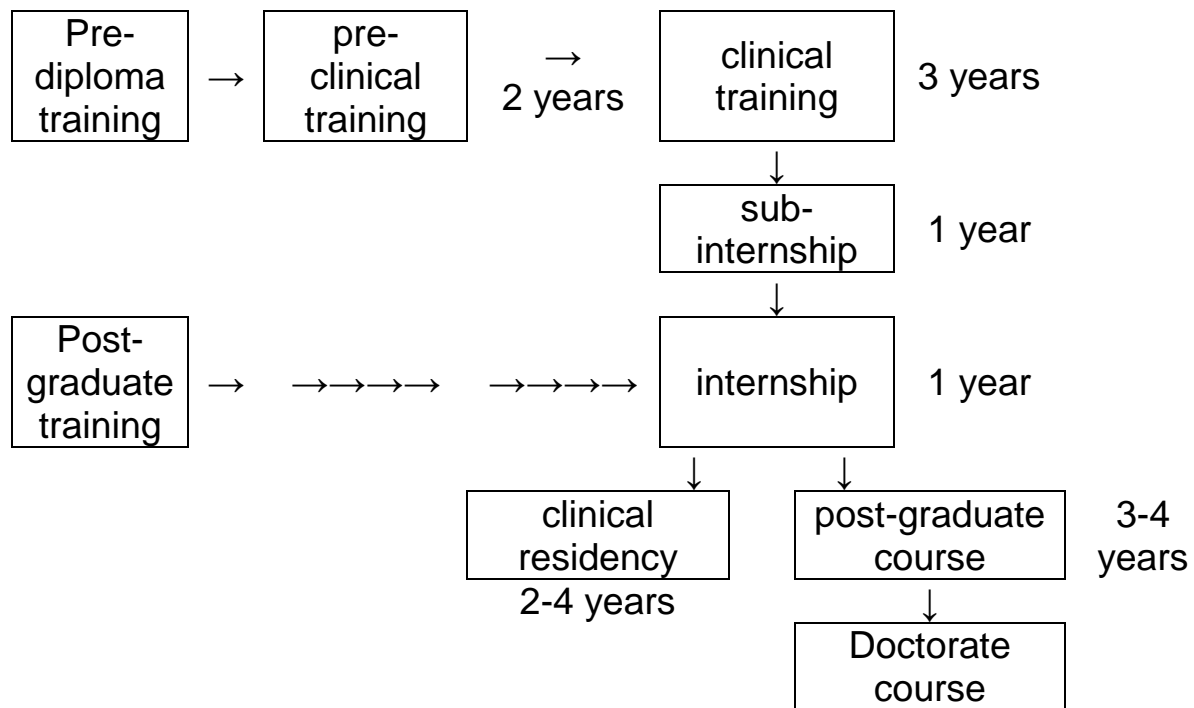 Pre-
diploma
training
→
pre-
clinical
training
→
2 years
clinical
training
3 years
↓
sub-
internship
1 year
↓
Post-
graduate
training
→ →→→→ →→→→
internship
1 year
↓ ↓
clinical
residency
2-4 years
post-graduate
course
3-4
years
↓
Doctorate
course